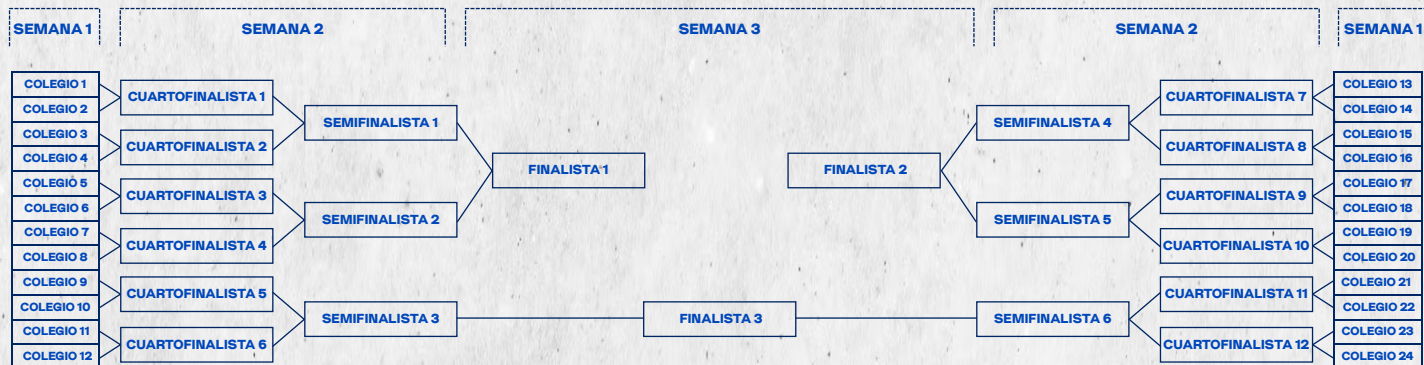 SEMANA 1
SEMANA 2
SEMANA 3
SEMANA 2
SEMANA 1
COLEGIO 1
COLEGIO 2
COLEGIO 3
COLEGIO 4
COLEGIO 5
COLEGIO 6
COLEGIO 7
COLEGIO 8
COLEGIO 9
COLEGIO 10
COLEGIO 11
COLEGIO 12
CUARTOFINALISTA 1
CUARTOFINALISTA 2
CUARTOFINALISTA 3
CUARTOFINALISTA 4
CUARTOFINALISTA 5
CUARTOFINALISTA 6
SEMIFINALISTA 1
SEMIFINALISTA 2
SEMIFINALISTA 3
FINALISTA 1
FINALISTA 3
FINALISTA 2
SEMIFINALISTA 4
SEMIFINALISTA 5
SEMIFINALISTA 6
CUARTOFINALISTA 7
CUARTOFINALISTA 8
CUARTOFINALISTA 9
CUARTOFINALISTA 10
CUARTOFINALISTA 11
CUARTOFINALISTA 12
COLEGIO 13
COLEGIO 14
COLEGIO 15
COLEGIO 16
COLEGIO 17
COLEGIO 18
COLEGIO 19
COLEGIO 20
COLEGIO 21
COLEGIO 22
COLEGIO 23
COLEGIO 24